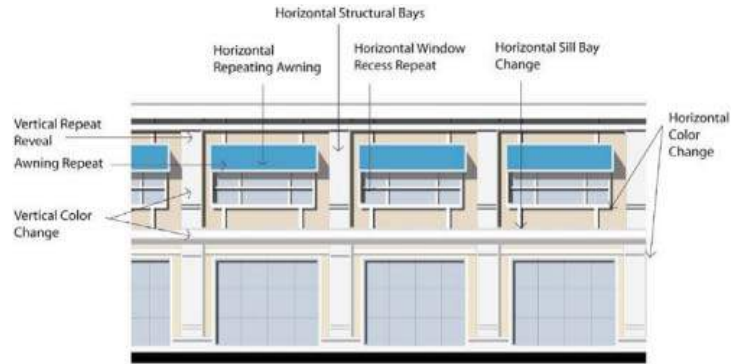 Horizontal Structural Bays
Horizontal
Repeating Awning
Horizontal Window
Recess Repeat
Horizontal Sill Bay
Change
Vertical Repeat
Reveal
Awning Repeat
Vertical Color
Change
Horizontal
Color
Change